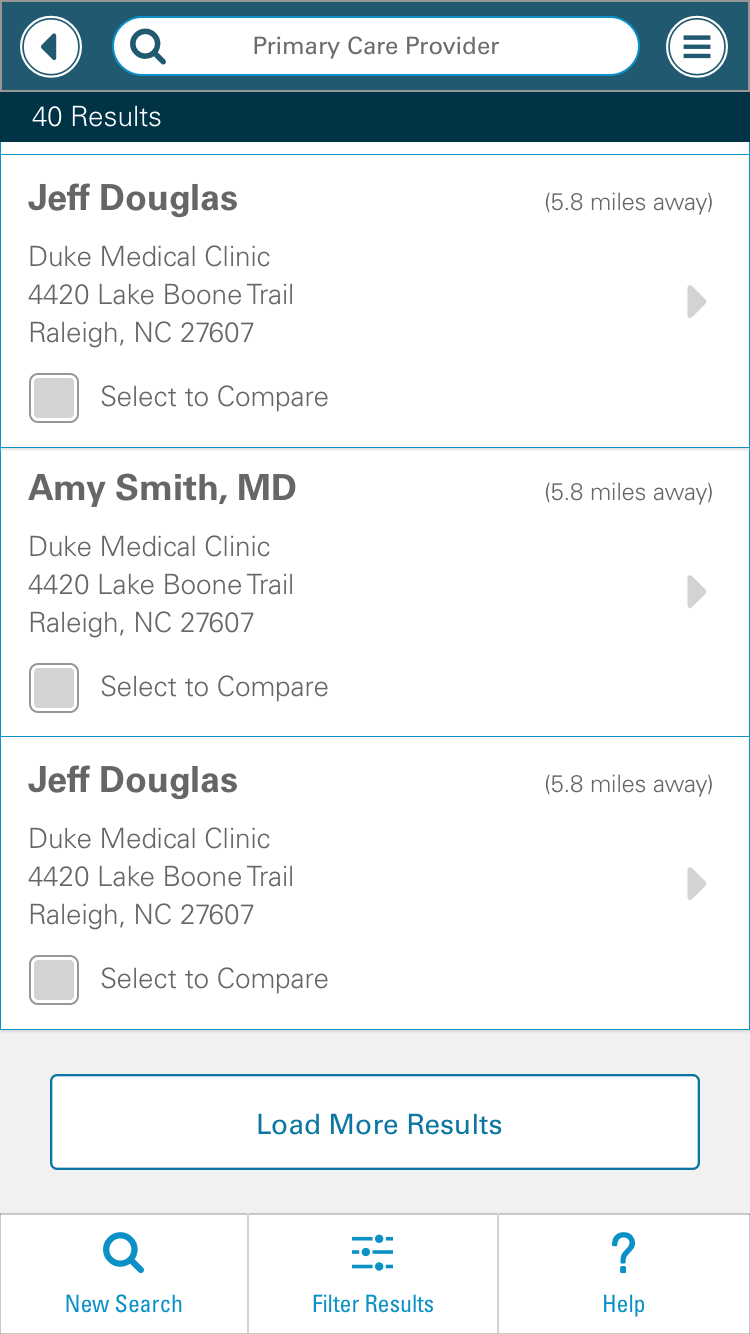 Primary Care Provider
40 Results
Jeff Douglas
(5.8 miles away)
Duke Medical Clinic
4420 Lake Boone Trail
Raleigh, NC 27607
Select to Compare
Amy Smith, MD
(5.8 miles away)
Duke Medical Clinic
4420 Lake Boone Trail
Raleigh, NC 27607
Select to Compare
Jeff Douglas
(5.8 miles away)
Duke Medical Clinic
4420 Lake Boone Trail
Raleigh, NC 27607
Select to Compare
Load More Results
New Search
Filter Results
Help